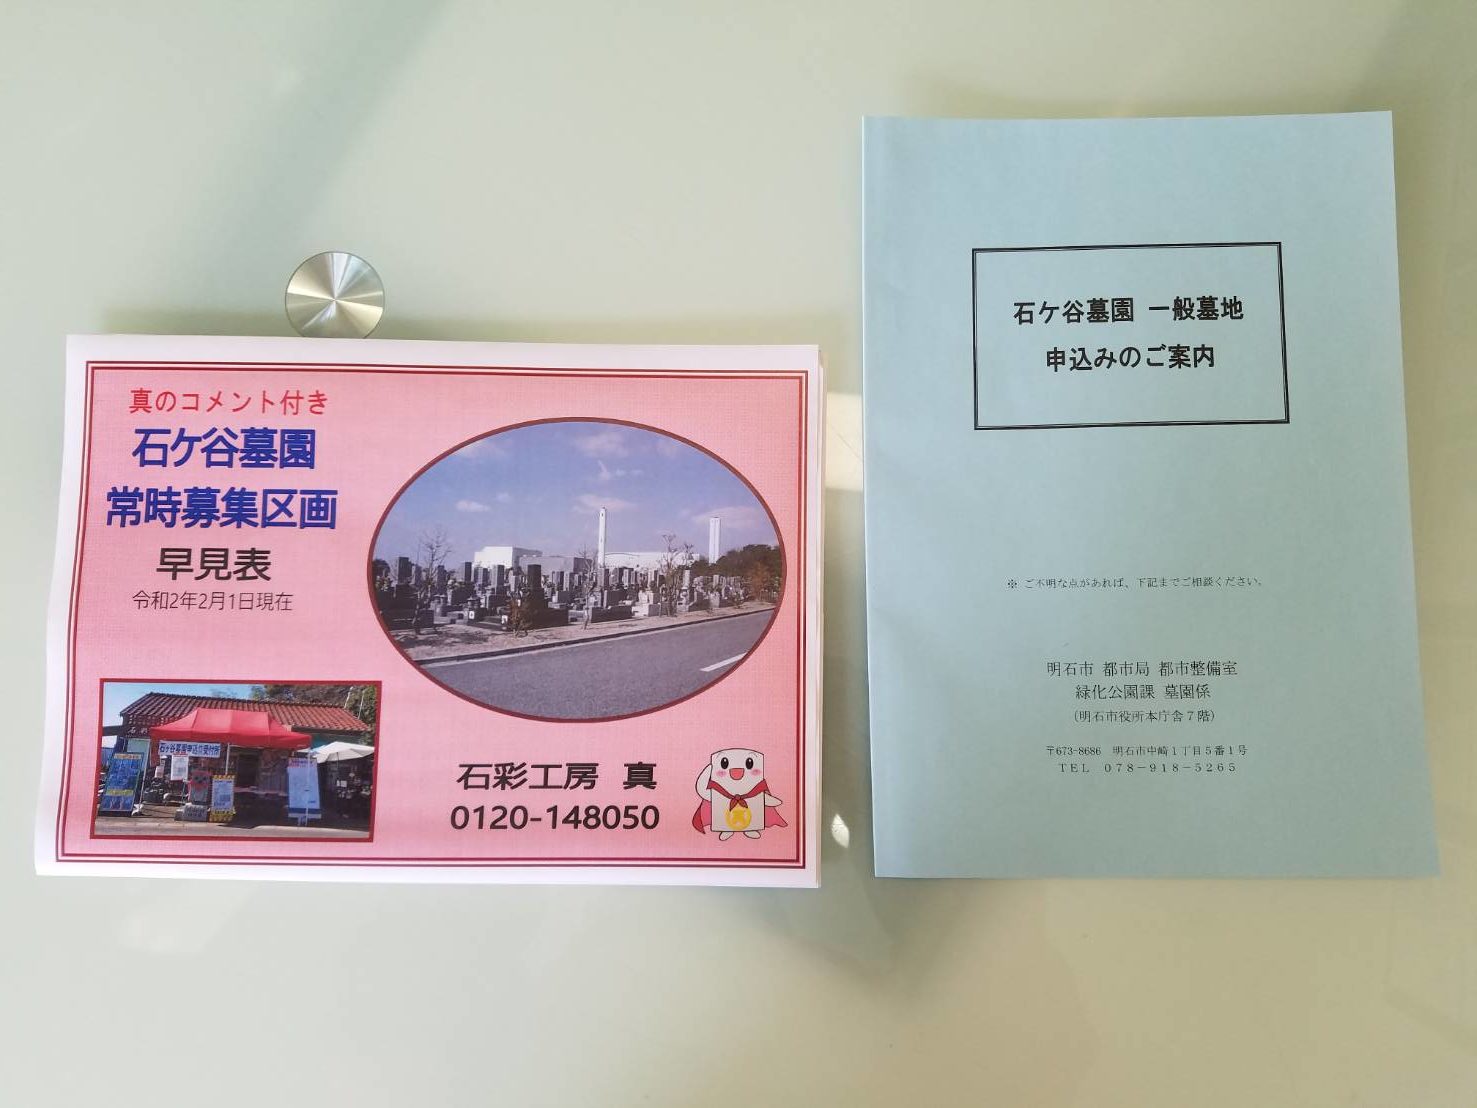 真のコメント付き
石ケ谷墓園
常時募集区画
早見表
令和2年2月1日現在
石彩工房 真
0120-148050
石ケ谷墓園 一般墓地
申込みのご案内
※ ご不明な点があれば、下記までご相談ください。
明石市 都市局 都市整備室
緑化公園課 墓園係
(明石市役所本庁舎7階)
〒673-8686 明石市中崎1丁目5番1号
TEL 078-918-5265